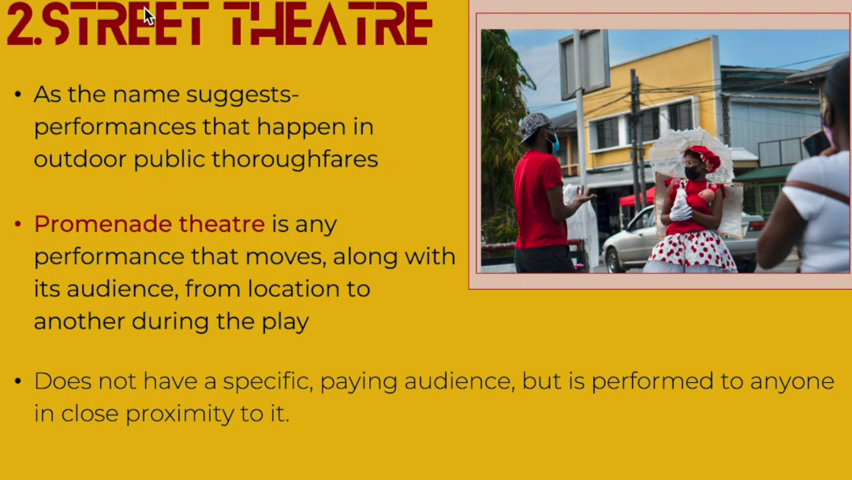 2.STREET THEATRE
• As the name suggests-
performances that happen in
outdoor public thoroughfares
• Promenade theatre is any
performance that moves, along with
its audience, from location to
another during the play
• Does not have a specific, paying audience, but is performed to anyone
in close proximity to it.